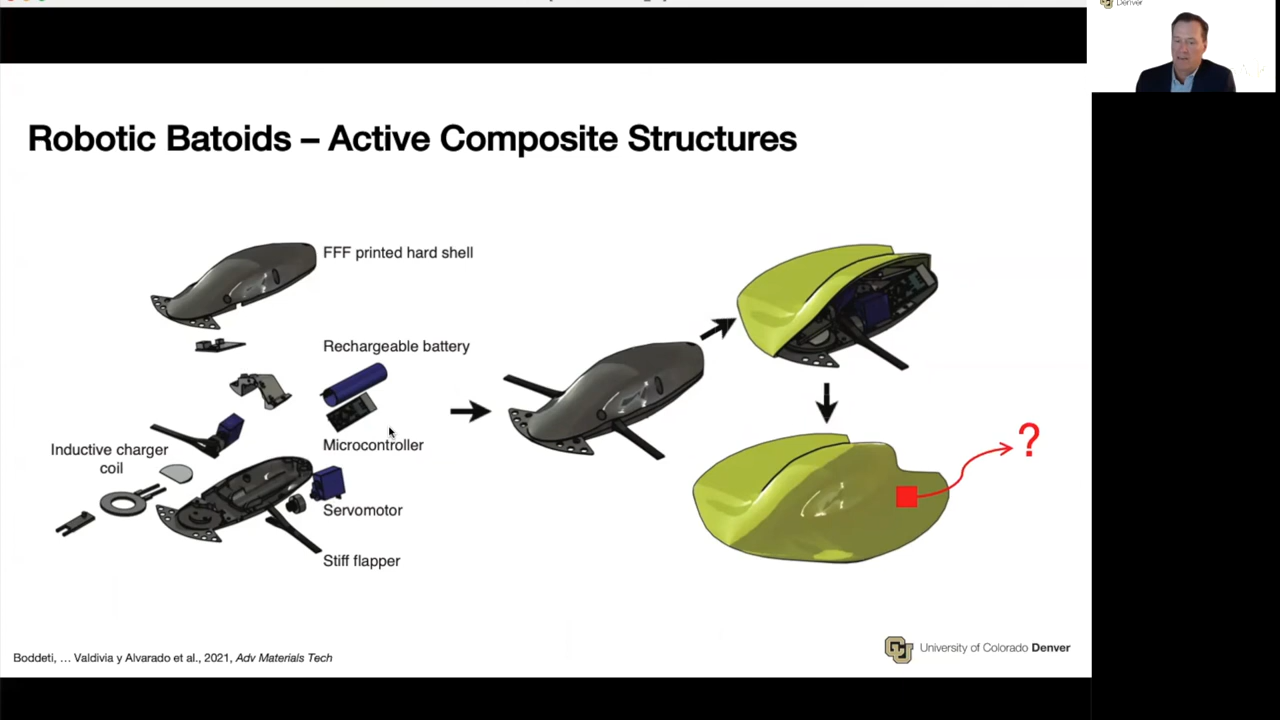 Denver
Robotic Batoids – Active Composite Structures
FFF printed hard shell
Rechargeable battery
Microcontroller
Inductive charger
coil
Servomotor
Stiff flapper
?
Boddeti, … Valdivia y Alvarado et al., 2021, Adv Materials Tech
University of Colorado Denver